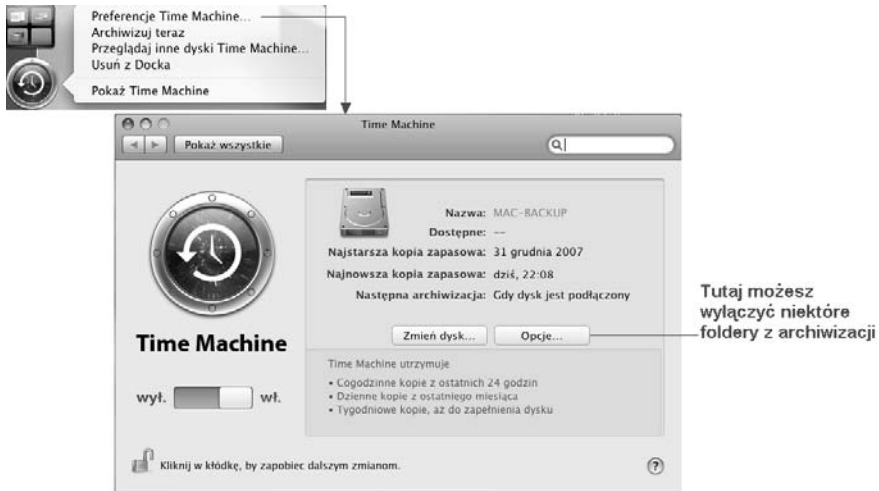 Preferencje Time Machine...
Archiwizuj teraz
Przeglądaj inne dyski Time Machine...
Usuń z Docka
Pokaż Time Machine
Time Machine
Pokaż wszystkie
Nazwa: MAC-BACKUP
Dostępne: --
Najstarsza kopia zapasowa: 31 grudnia 2007
Najnowsza kopia zapasowa: dziś, 22:08
Następna archiwizacja: Gdy dysk jest podłączony
Zmień dysk... Opcje...
Tutaj możesz
wyłączyć niektóre
foldery z archiwizacji
Time Machine
wył. wł.
Time Machine utrzymuje
• Cogodzinne kopie z ostatnich 24 godzin
• Dzienne kopie z ostatniego miesiąca
• Tygodniowe kopie, aż do zapełnienia dysku
Kliknij w kłódkę, by zapobiec dalszym zmianom.
?